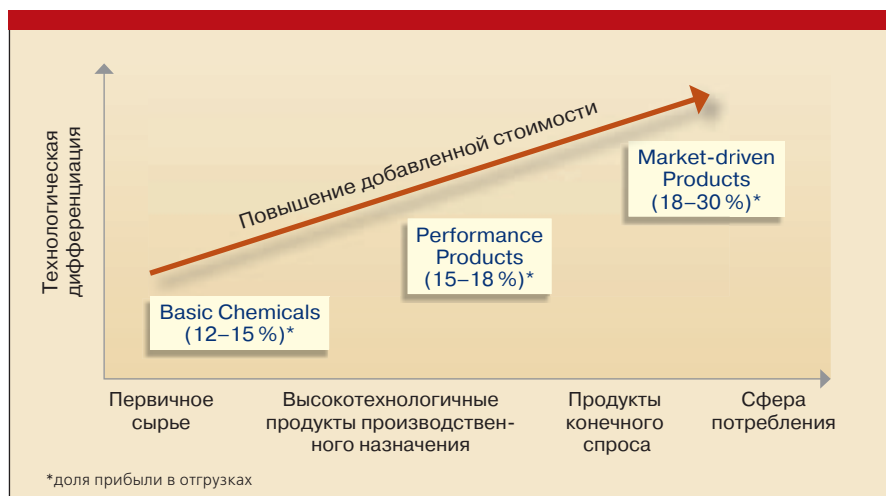 Технологическая
дифференциация
Повышение добавленной стоимости
Market-driven
Products
(18–30 %)*
Performance
Products
(15–18 %)*
Basic Chemicals
(12–15 %)*
Первичное
сырье
Высокотехнологичные
продукты производствен-
ного назначения
Продукты
конечного
спроса
Сфера
потребления
*доля прибыли в отгрузках